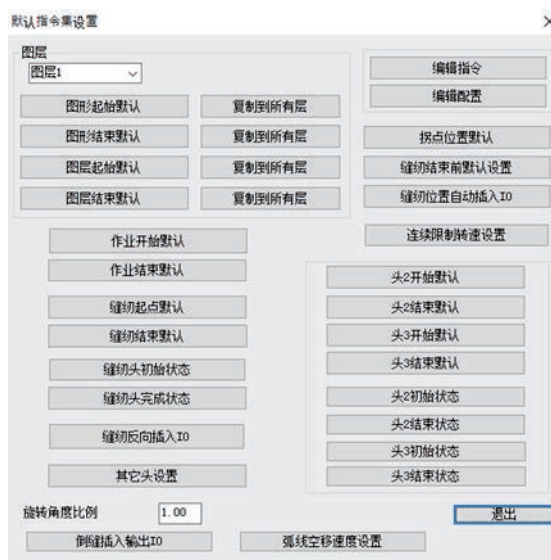 默认指令集设置
图层
图层1
图形起始默认 复制到所有层
图形结束默认 复制到所有层
图层起始默认 复制到所有层
图层结束默认 复制到所有层
编辑指令
编辑配置
拐点位置默认
缝纫结束前默认设置
缝纫位置自动插入IO
连续限制转速设置
作业开始默认
作业结束默认
缝纫起点默认
缝纫结束默认
缝纫头初始状态
缝纫头完成状态
缝纫反向插入IO
其它头设置
头2开始默认
头2结束默认
头3开始默认
头3结束默认
头2初始状态
头2结束状态
头3初始状态
头3结束状态
旋转角度比例 1.00
退出
倒缝插入输出IO 弧线空移速度设置